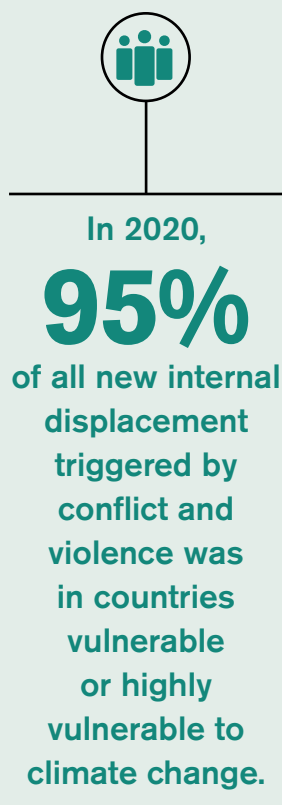 In 2020,
95%
of all new internal
displacement
triggered by
conflict and
violence was
in countries
vulnerable
or highly
vulnerable to
climate change.